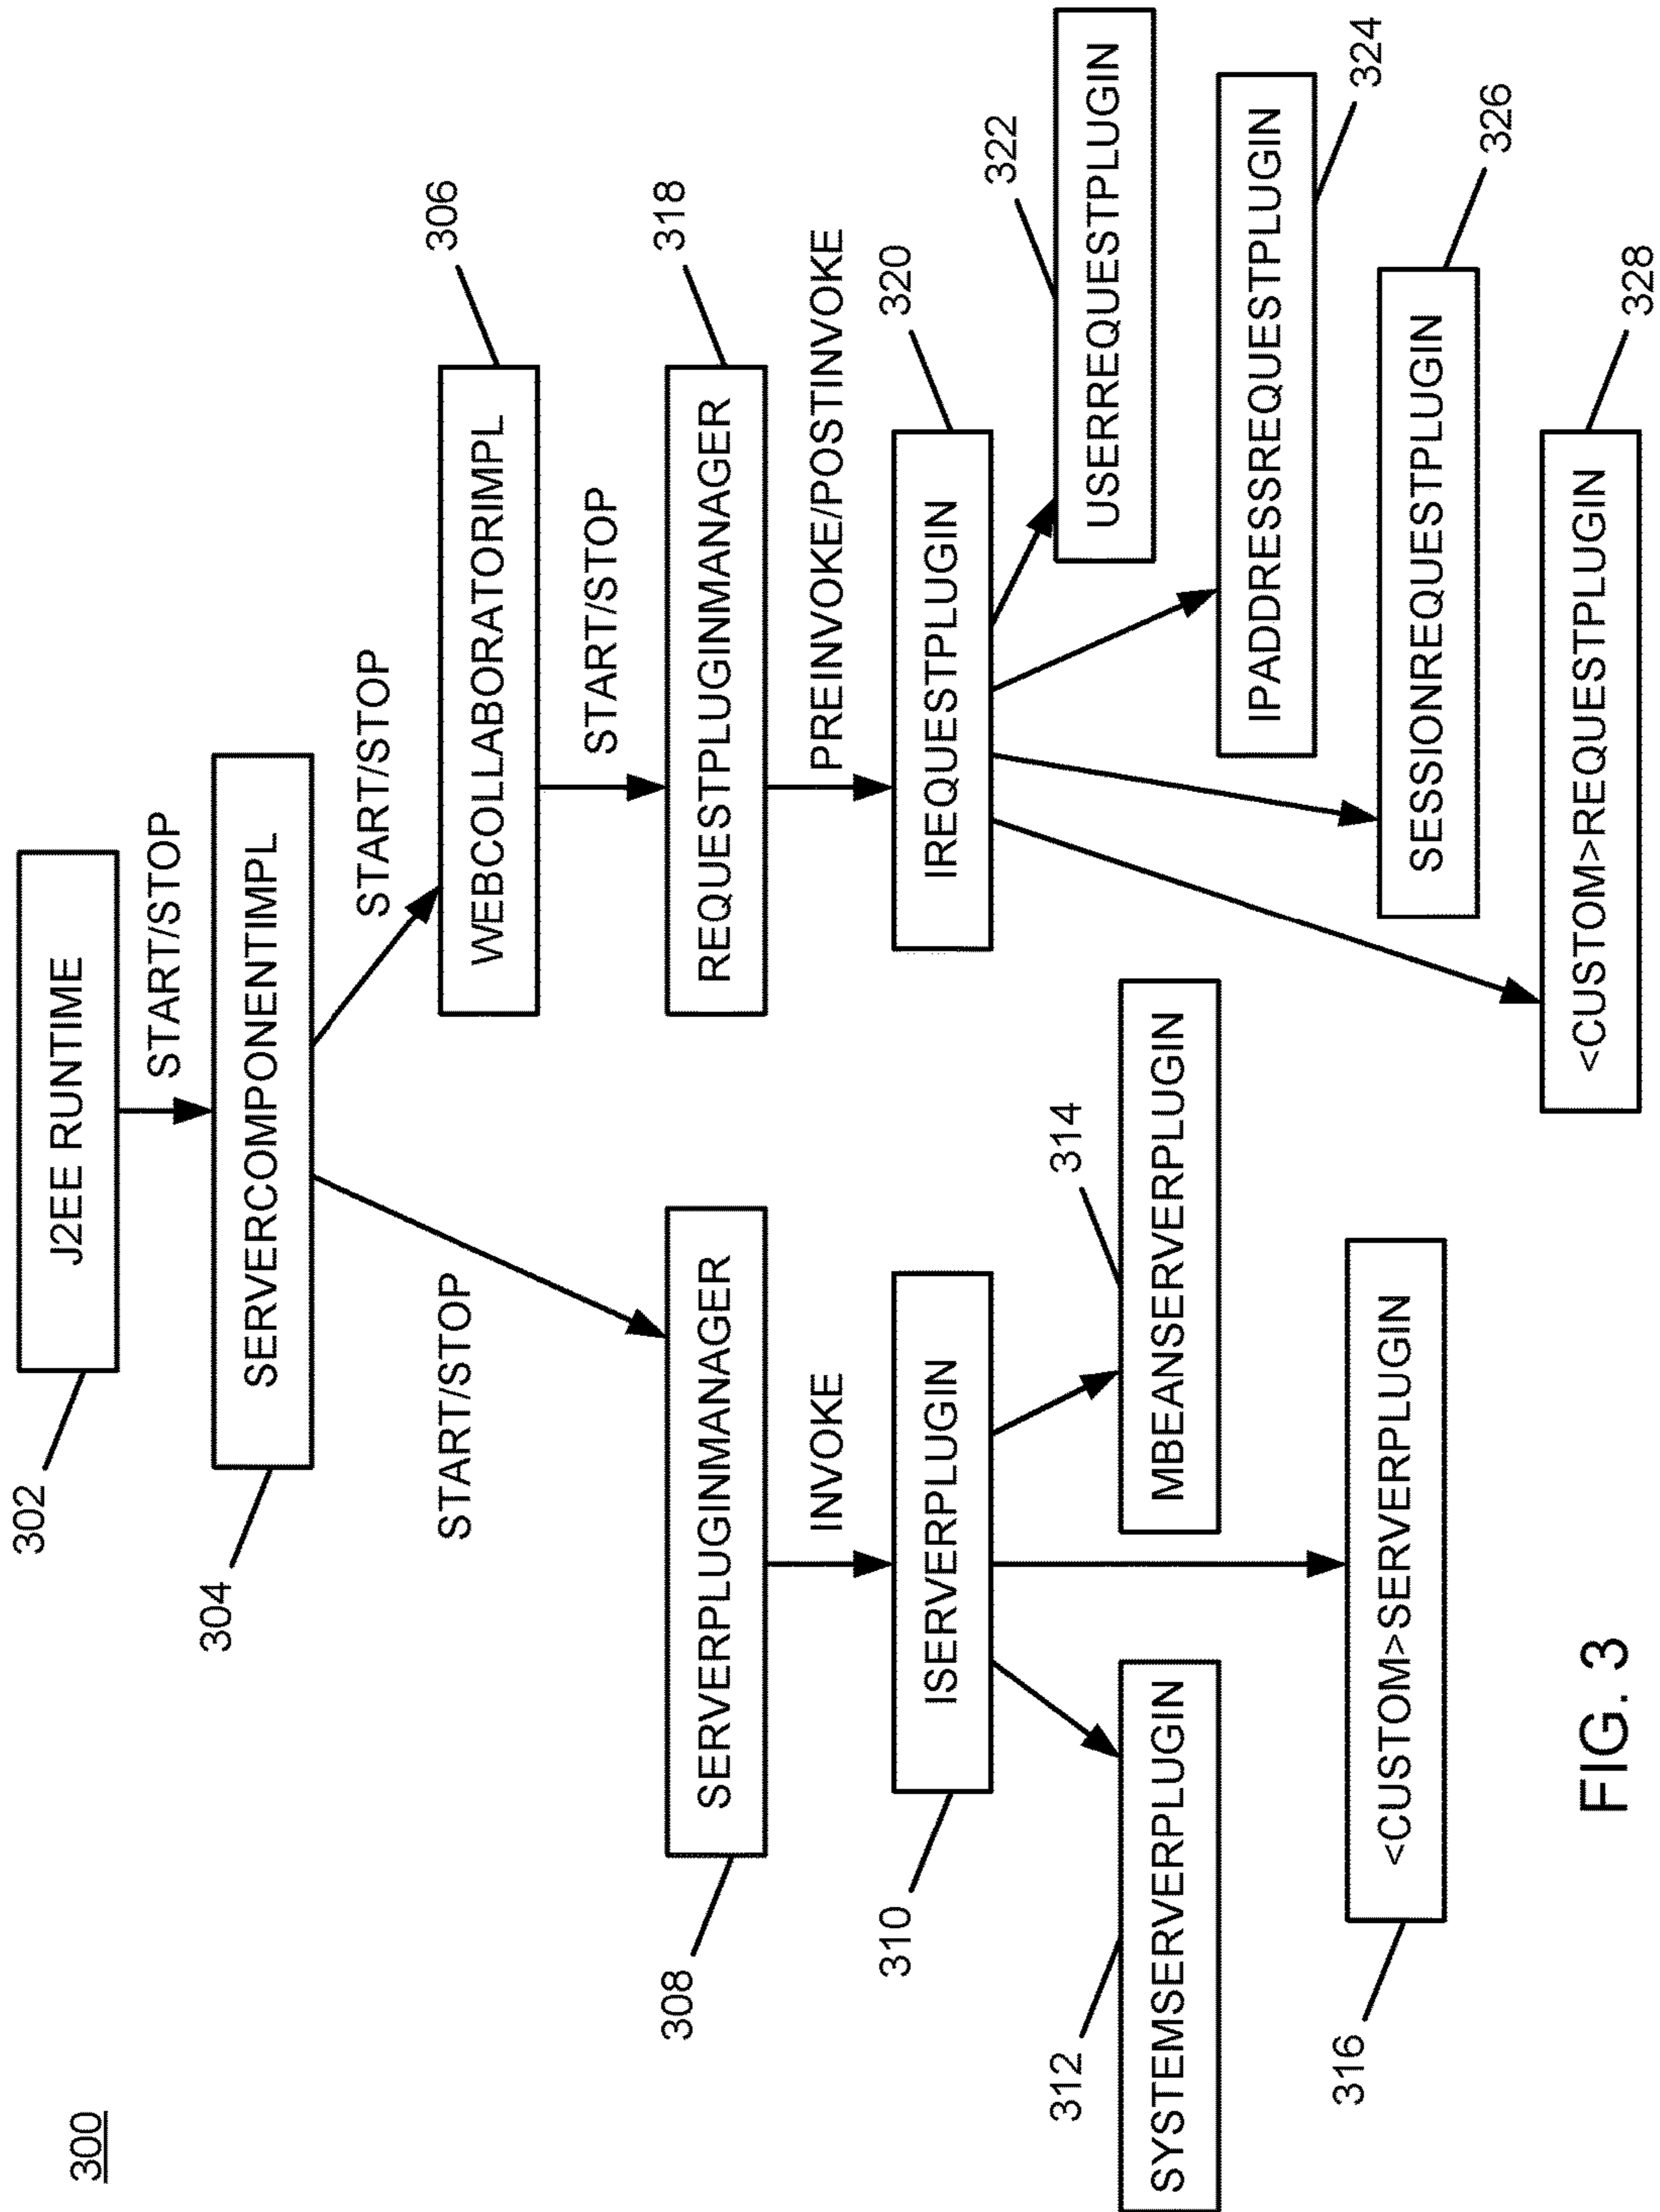 300
302
J2EE RUNTIME
START/STOP
304
SERVERCOMPONENTIMPL
START/STOP
START/STOP
306
WEBCOLLABORATORIMPL
START/STOP
308
SERVERPLUGINMANAGER
318
REQUESTPLUGINMANAGER
INVOKE
PREINVOKE/POSTINVOKE
310
ISERVERPLUGIN
320
IREQUESTPLUGIN
312
SYSTEMSERVERPLUGIN
314
MBEANSERVERPLUGIN
322
USERREQUESTPLUGIN
IPADDRESSREQUESTPLUGIN
324
316
<CUSTOM>SERVERPLUGIN
SESSIONREQUESTPLUGIN
326
<CUSTOM>REQUESTPLUGIN
328
FIG. 3